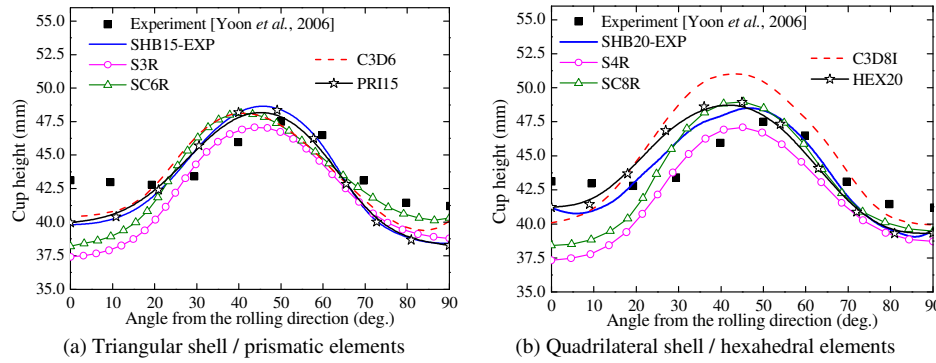 55.0
52.5
50.0
47.5
45.0
42.5
40.0
37.5
35.0
Cup height (mm)
Experiment [Yoon et al., 2006]
SHB15-EXP
S3R
SC6R
C3D6
PRI15
0 10 20 30 40 50 60 70 80 90
Angle from the rolling direction (deg.)
(a) Triangular shell / prismatic elements
55.0
52.5
50.0
47.5
45.0
42.5
40.0
37.5
35.0
Cup height (mm)
Experiment [Yoon et al., 2006]
SHB20-EXP
S4R
SC8R
C3D8I
HEX20
0 10 20 30 40 50 60 70 80 90
Angle from the rolling direction (deg.)
(b) Quadrilateral shell / hexahedral elements